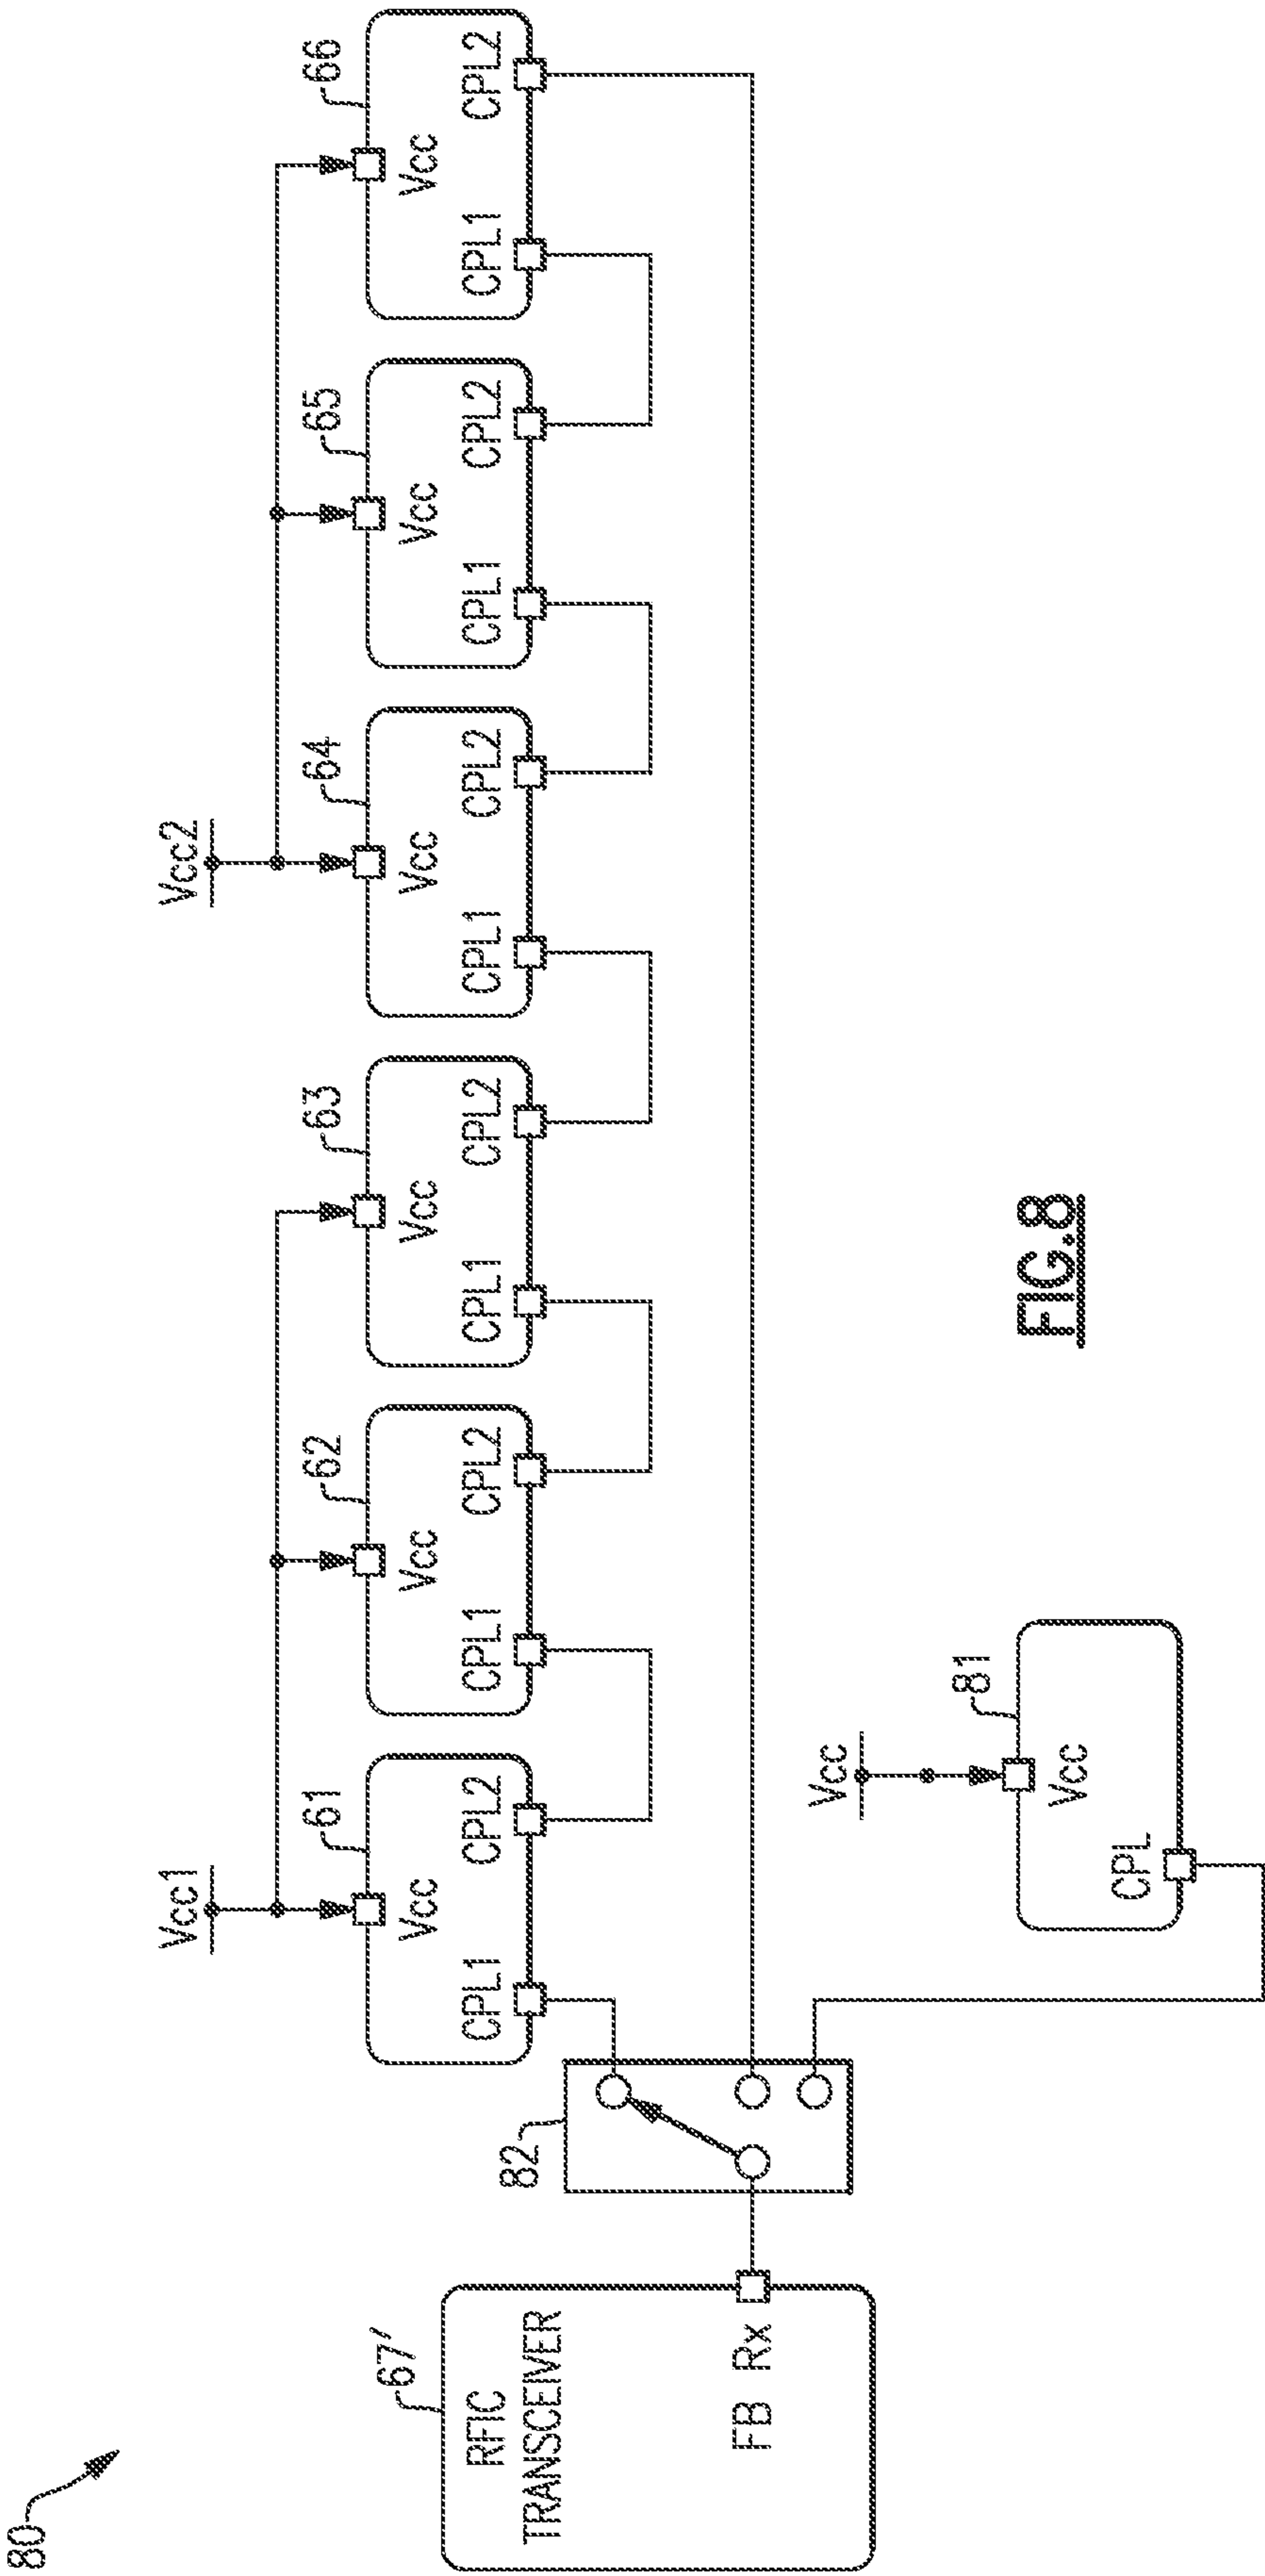 80
Vcc1
Vcc2
61
62
63
64
65
66
Vcc
Vcc
Vcc
Vcc
Vcc
Vcc
CPL1 CPL2
CPL1 CPL2
CPL1 CPL2
CPL1 CPL2
CPL1 CPL2
CPL1 CPL2
67'
RFIC
TRANSCEIVER
FB Rx
82
Vcc
81
Vcc
CPL
FIG.8